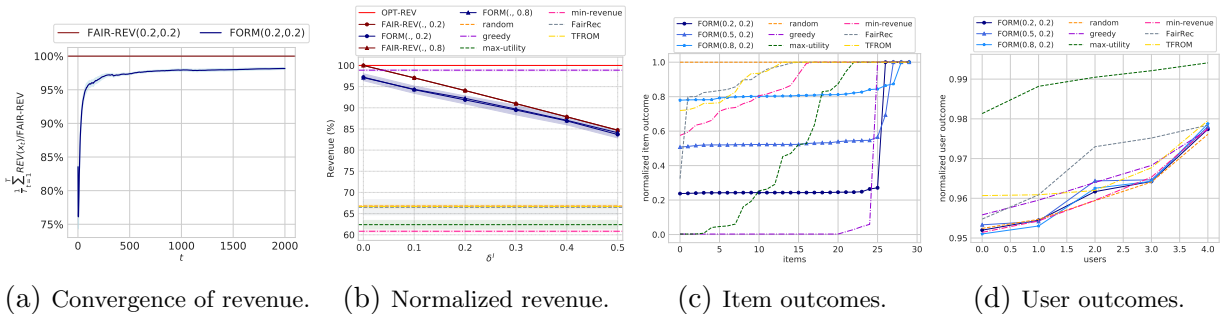 FAIR-REV(0.2,0.2) FORM(0.2,0.2)
100%
95%
90%
85%
80%
75%
0 500 1000 1500 2000
t
OPT-REV FORM(., 0.8) min-revenue
FAIR-REV(., 0.2) random FairRec
FORM(., 0.2) greedy TFROM
FAIR-REV(., 0.8) max-utility
Revenue (%)
100
95
90
85
80
75
70
65
60
0.0 0.1 0.2 0.3 0.4 0.5
δᴵ
FORM(0.2, 0.2) random min-revenue
FORM(0.5, 0.2) greedy FairRec
FORM(0.8, 0.2) max-utility TFROM
normalized item outcome
1.0
0.8
0.6
0.4
0.2
0.0
0 5 10 15 20 25 30
items
FORM(0.2, 0.2) random min-revenue
FORM(0.5, 0.2) greedy FairRec
FORM(0.8, 0.2) max-utility TFROM
normalized user outcome
0.99
0.98
0.97
0.96
0.95
0.0 0.5 1.0 1.5 2.0 2.5 3.0 3.5 4.0
users
(a) Convergence of revenue. (b) Normalized revenue. (c) Item outcomes. (d) User outcomes.